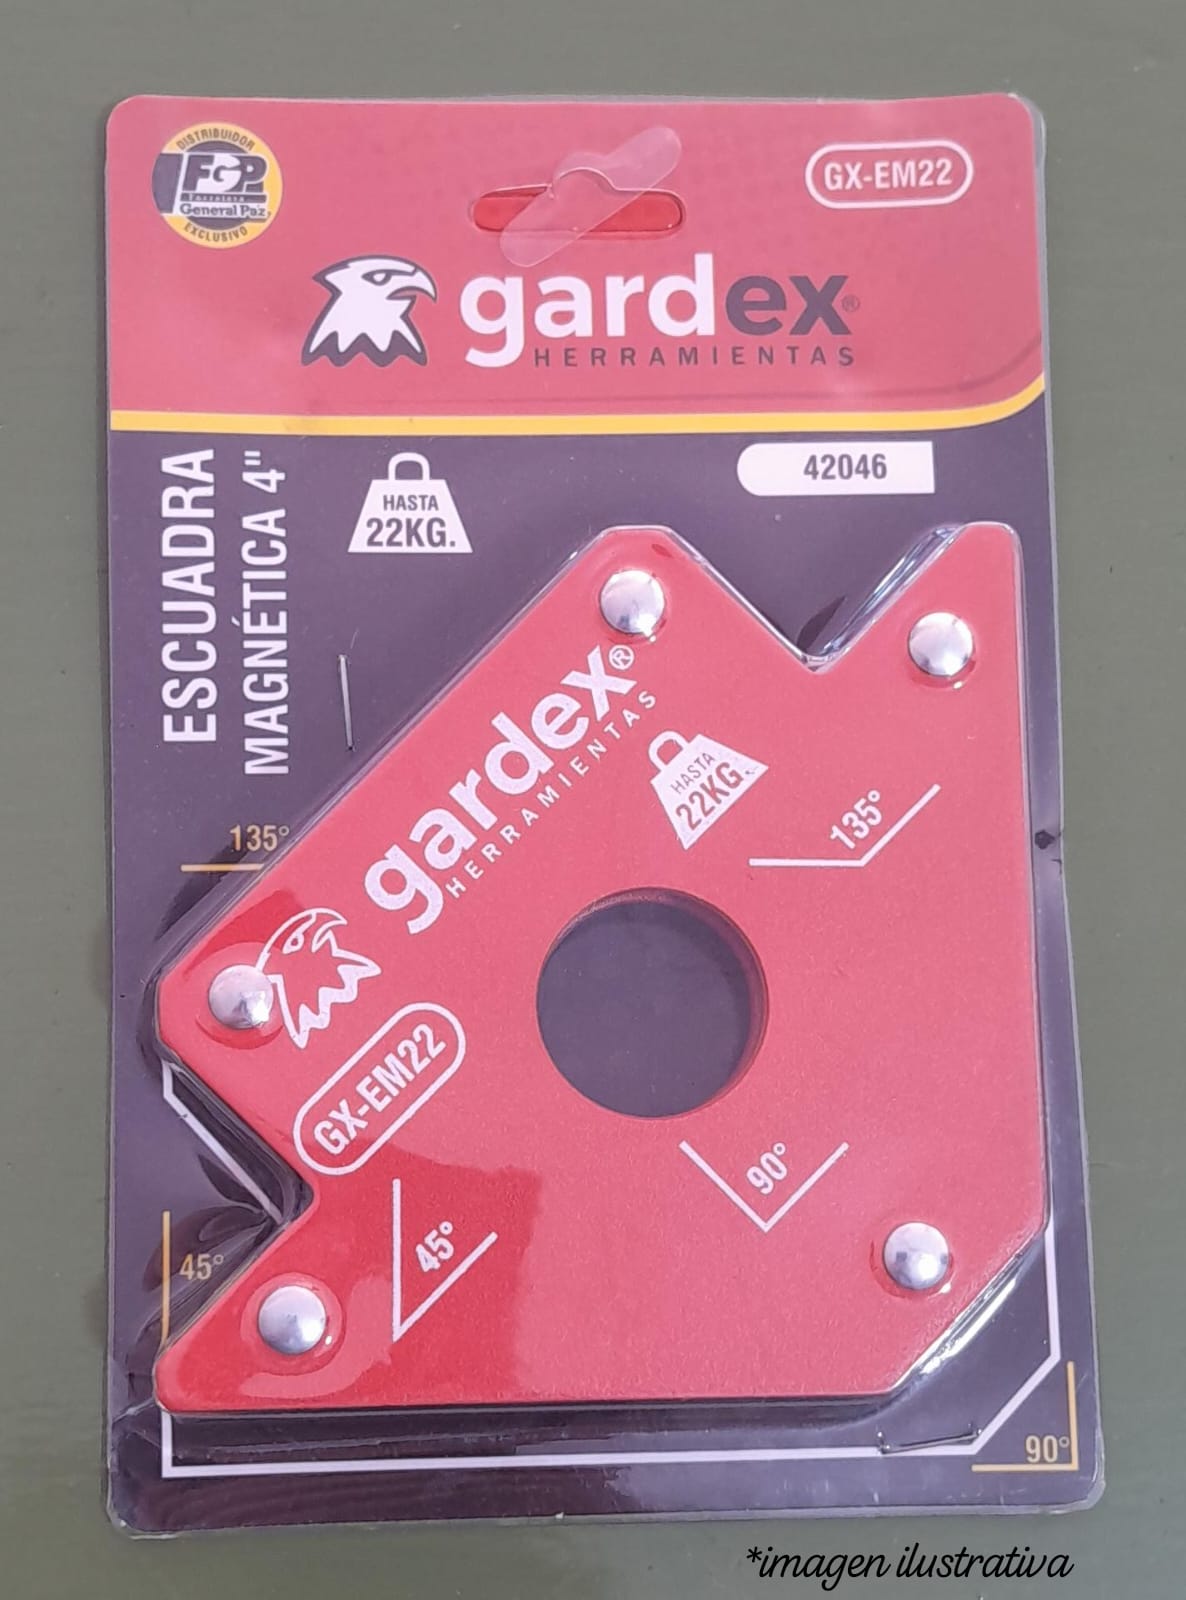 DISTRIBUIDOR
FGP
Ferretera
General Paz
EXCLUSIVO
GX-EM22
gardex®
HERRAMIENTAS
ESCUADRA
MAGNÉTICA 4"
HASTA
22KG.
42046
135°
45°
90°
gardex®
HERRAMIENTAS
HASTA
22KG.
135°
GX-EM22
45°
90°
*imagen ilustrativa